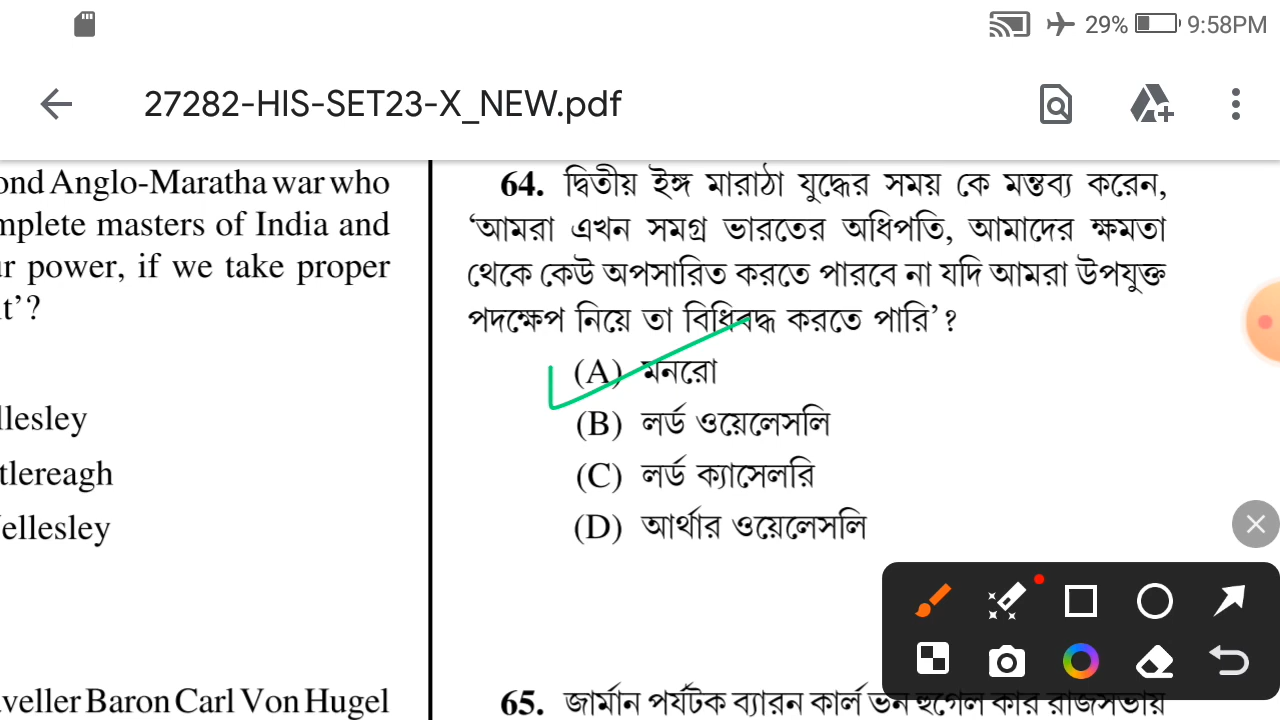 29% 9:58PM
27282-HIS-SET23-X_NEW.pdf
ond Anglo-Maratha war who
mplete masters of India and
ur power, if we take proper
t’?
llesley
tlereagh
ellesley
veller Baron Carl Von Hugel
64. দ্বিতীয় ইঙ্গ মারাঠা যুদ্ধের সময় কে মন্তব্য করেন,
‘আমরা এখন সমগ্র ভারতের অধিপতি, আমাদের ক্ষমতা
থেকে কেউ অপসারিত করতে পারবে না যদি আমরা উপযুক্ত
পদক্ষেপ নিয়ে তা বিধিবদ্ধ করতে পারি’?
(A) মনরো
(B) লর্ড ওয়েলেসলি
(C) লর্ড ক্যাসেলরি
(D) আর্থার ওয়েলেসলি
65. জার্মান পর্যটক ব্যারন কার্ল ভন হুগেল কার রাজসভায়